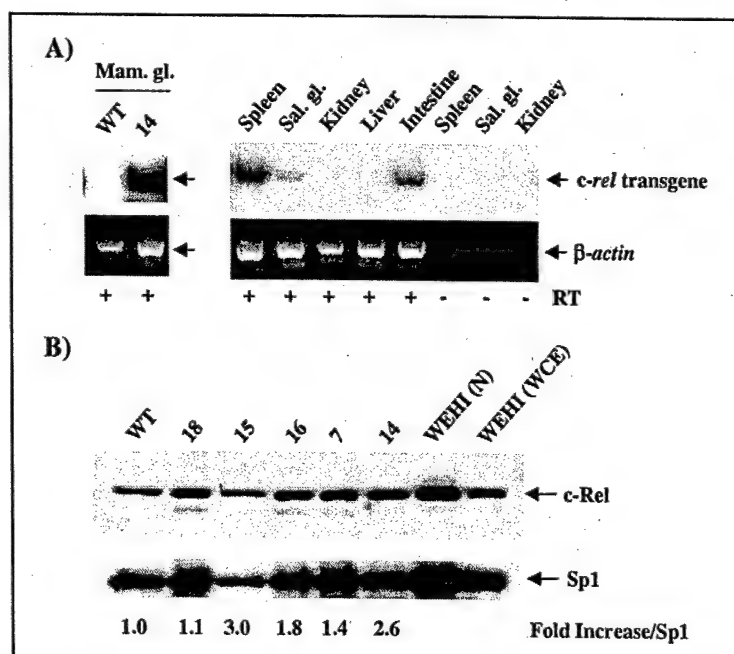 A)
Mam. gl.
WT 14
Spleen Sal. gl. Kidney Liver Intestine Spleen Sal. gl. Kidney
c-rel transgene
β-actin
+ + + + + + + - - - RT
B)
WT 18 15 16 7 14 WEHI (N) WEHI (WCE)
c-Rel
Sp1
1.0 1.1 3.0 1.8 1.4 2.6 Fold Increase/Sp1